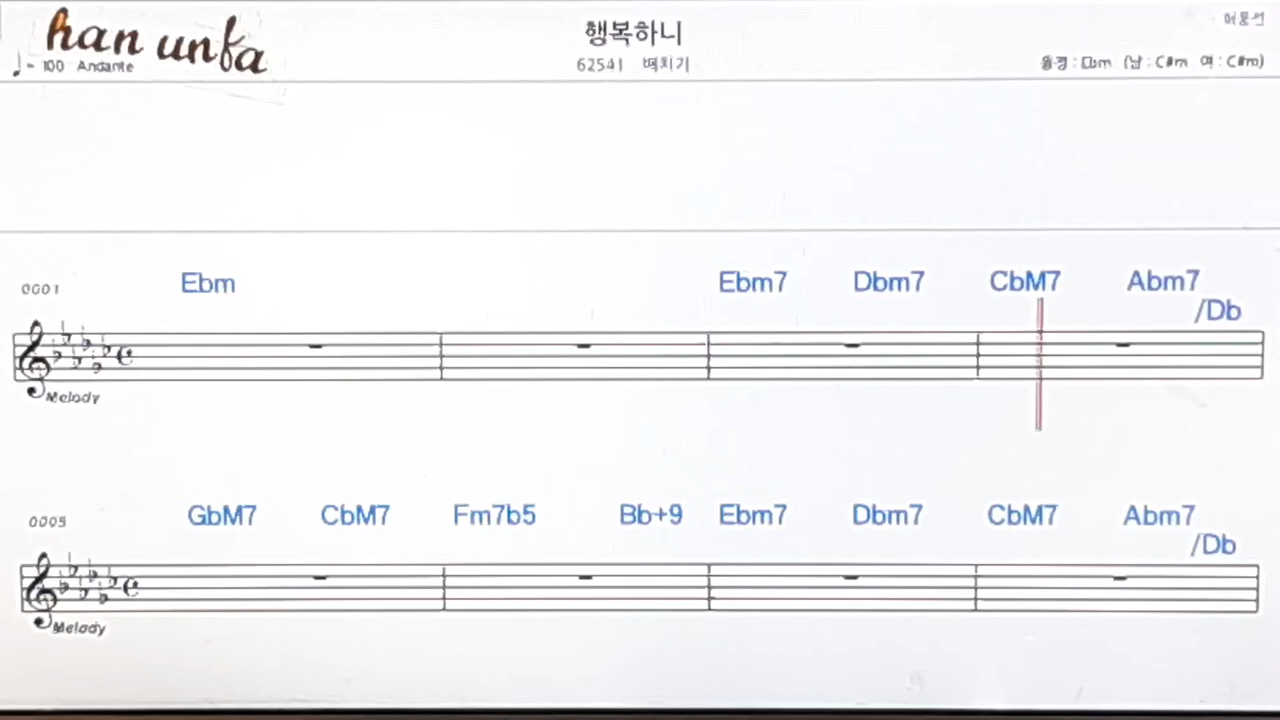 han unfa
♩= 100 Andante
행복하니
62541
원경 : Ebm (남 : C#m 여 : C#m)
0001 Ebm Ebm7 Dbm7 CbM7 Abm7
/Db
Melody
0005 GbM7 CbM7 Fm7b5 Bb+9 Ebm7 Dbm7 CbM7 Abm7
/Db
Melody